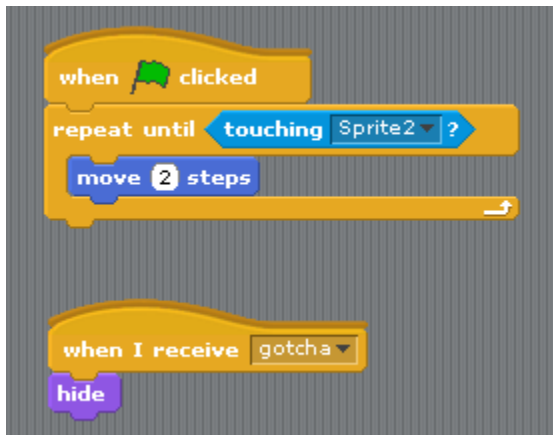 when clicked
repeat until touching Sprite2 ?
move 2 steps
when I receive gotcha
hide